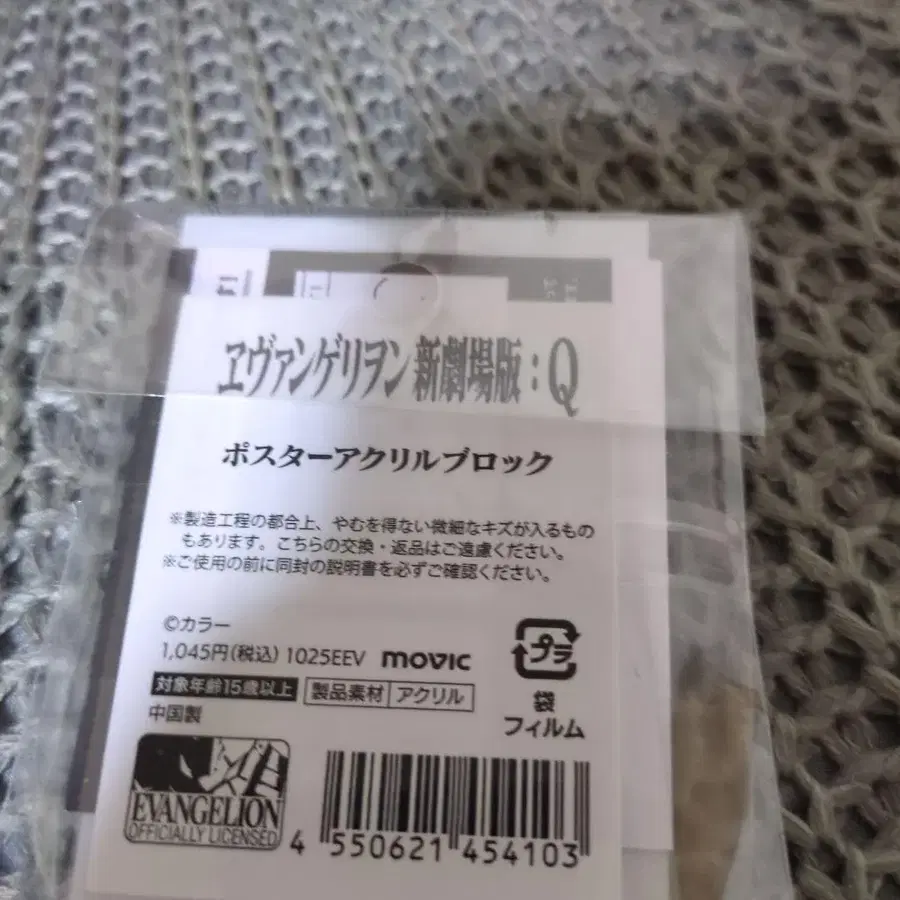 ヱヴァンゲリヲン新劇場版：Q
ポスターアクリルブロック
※製造工程の都合上、やむを得ない微細なキズが入るもの
もあります。こちらの交換・返品はご遠慮ください。
※ご使用の前に同封の説明書を必ずご確認ください。
©カラー
1,045円(税込) 1025EEV movic
対象年齢15歳以上 製品素材 アクリル
中国製
プラ
袋
フィルム
EVANGELION
OFFICIALLY LICENSED
4 550621 454103